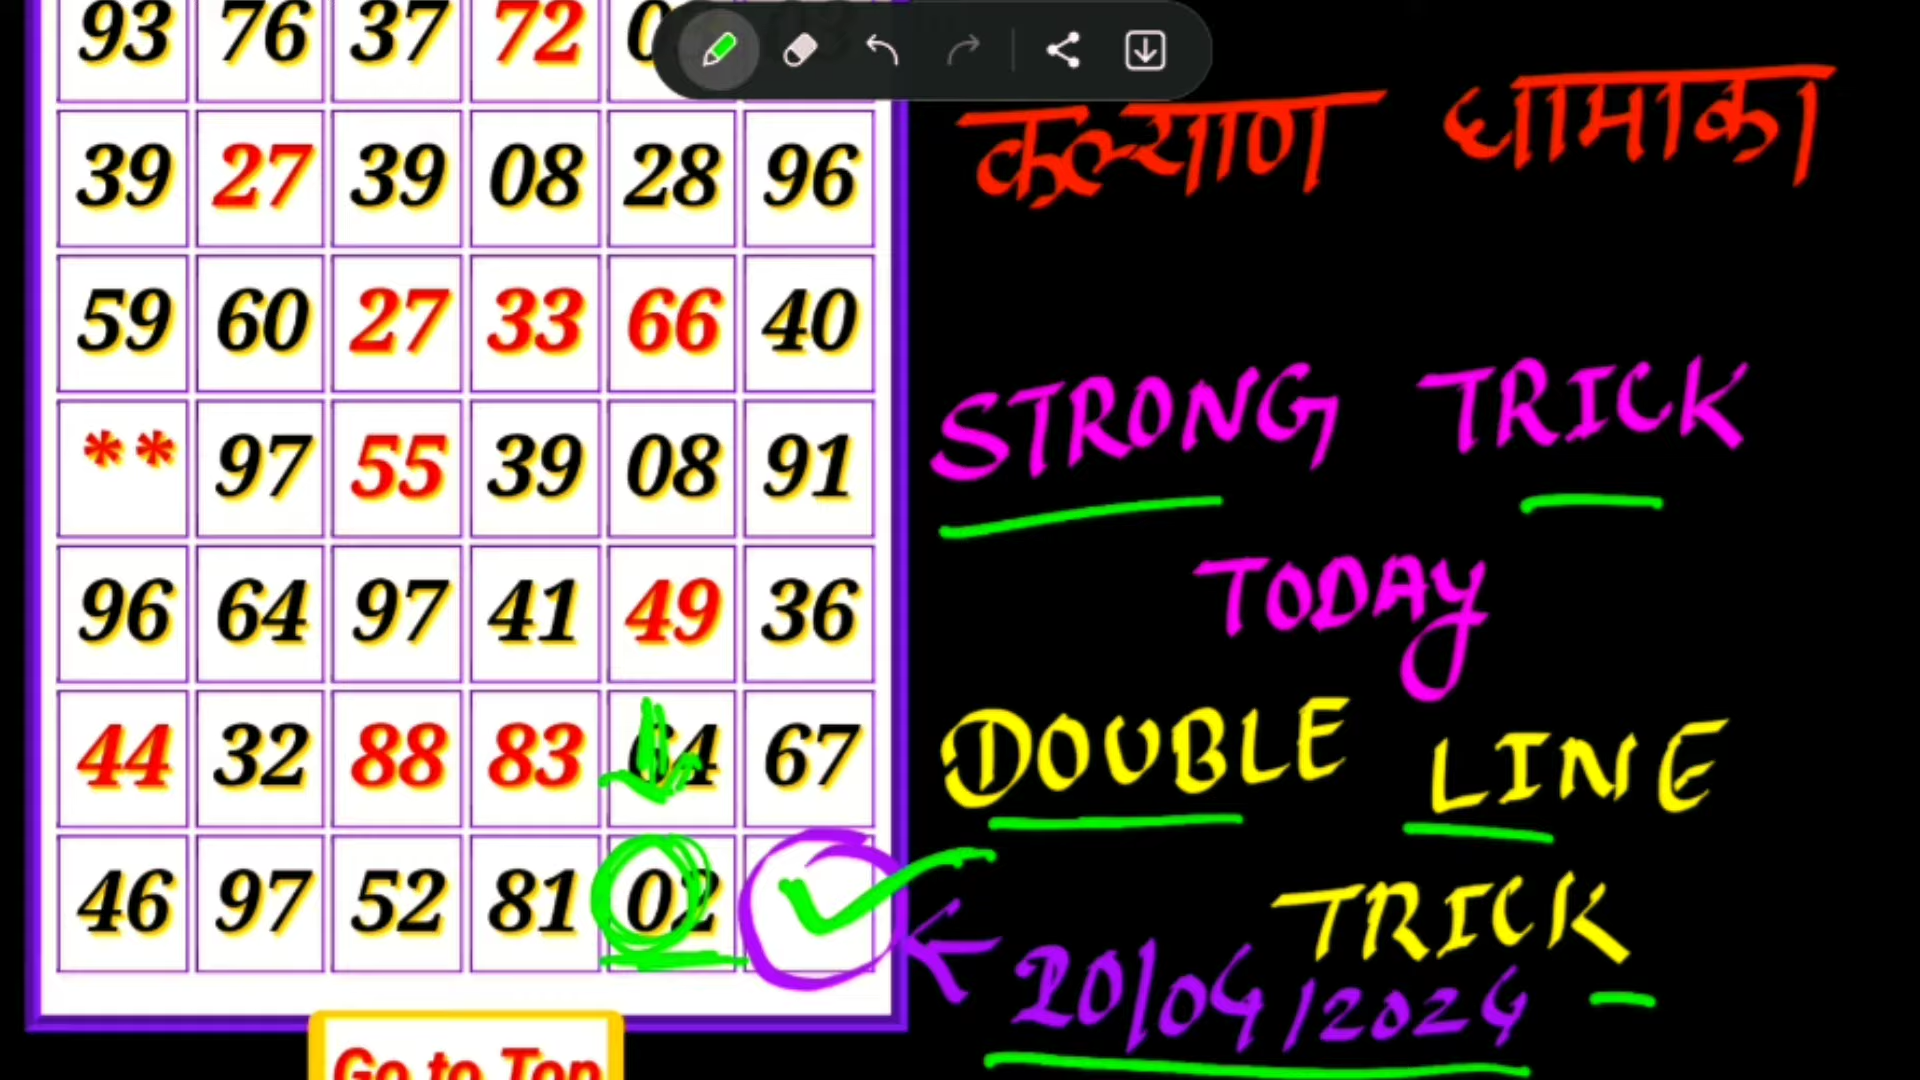 93 76 37 72
39 27 39 08 28 96
59 60 27 33 66 40
** 97 55 39 08 91
96 64 97 41 49 36
44 32 88 83 64 67
46 97 52 81 02
Go to Top
कल्याण धामाका
STRONG TRICK
TODAY
DOUBLE LINE
TRICK
20/04/2024